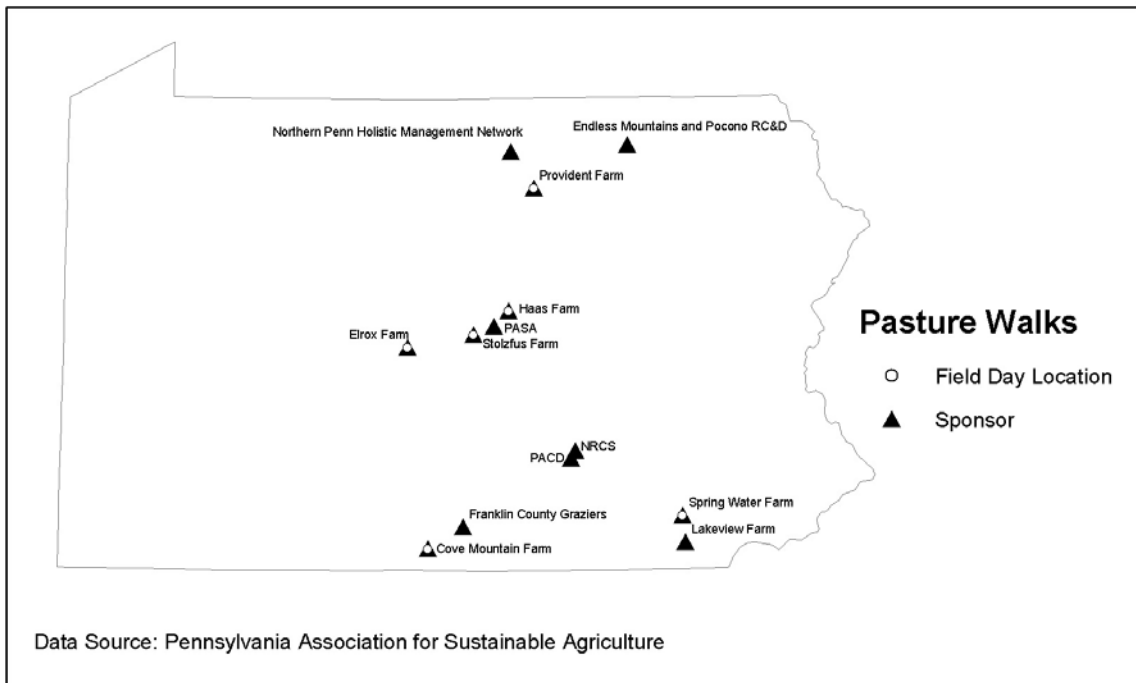 Endless Mountains and Pocono RC&D
Northern Penn Holistic Management Network
Provident Farm
Haas Farm
PASA
Elrox Farm
Stolzfus Farm
NRCS
PACD
Spring Water Farm
Franklin County Graziers
Lakeview Farm
Cove Mountain Farm
Pasture Walks
Field Day Location
Sponsor
Data Source: Pennsylvania Association for Sustainable Agriculture